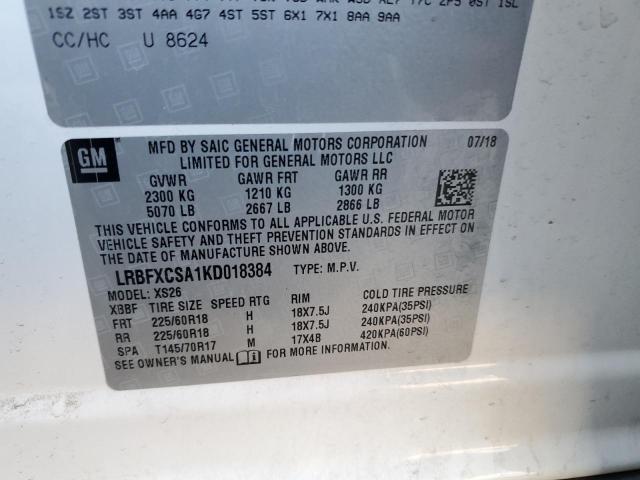 1SZ 2ST 3ST 4AA 4G7 4ST 5ST 6X1 7X1 8AA 9AA
CC/HC U 8624
GM
MFD BY SAIC GENERAL MOTORS CORPORATION 07/18
LIMITED FOR GENERAL MOTORS LLC
GVWR GAWR FRT GAWR RR
2300 KG 1210 KG 1300 KG
5070 LB 2667 LB 2866 LB
THIS VEHICLE CONFORMS TO ALL APPLICABLE U.S. FEDERAL MOTOR
VEHICLE SAFETY AND THEFT PREVENTION STANDARDS IN EFFECT ON
THE DATE OF MANUFACTURE SHOWN ABOVE.
LRBFXCSA1KD018384 TYPE: M.P.V.
MODEL: XS26
XBBF TIRE SIZE SPEED RTG RIM COLD TIRE PRESSURE
FRT 225/60R18 H 18X7.5J 240KPA(35PSI)
RR 225/60R18 H 18X7.5J 240KPA(35PSI)
SPA T145/70R17 M 17X4B 420KPA(60PSI)
SEE OWNER'S MANUAL FOR MORE INFORMATION.